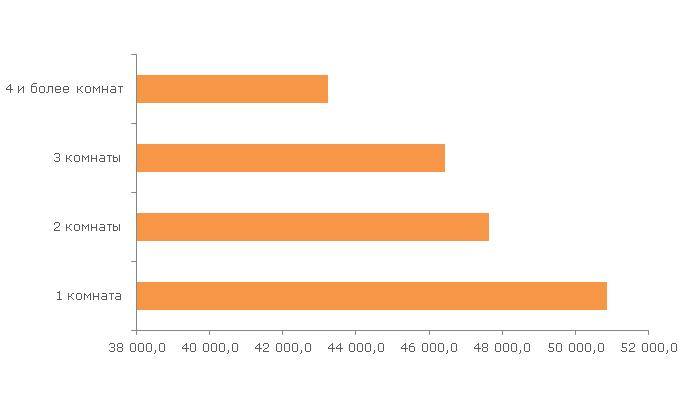 4 и более комнат
3 комнаты
2 комнаты
1 комната
38 000,0 40 000,0 42 000,0 44 000,0 46 000,0 48 000,0 50 000,0 52 000,0